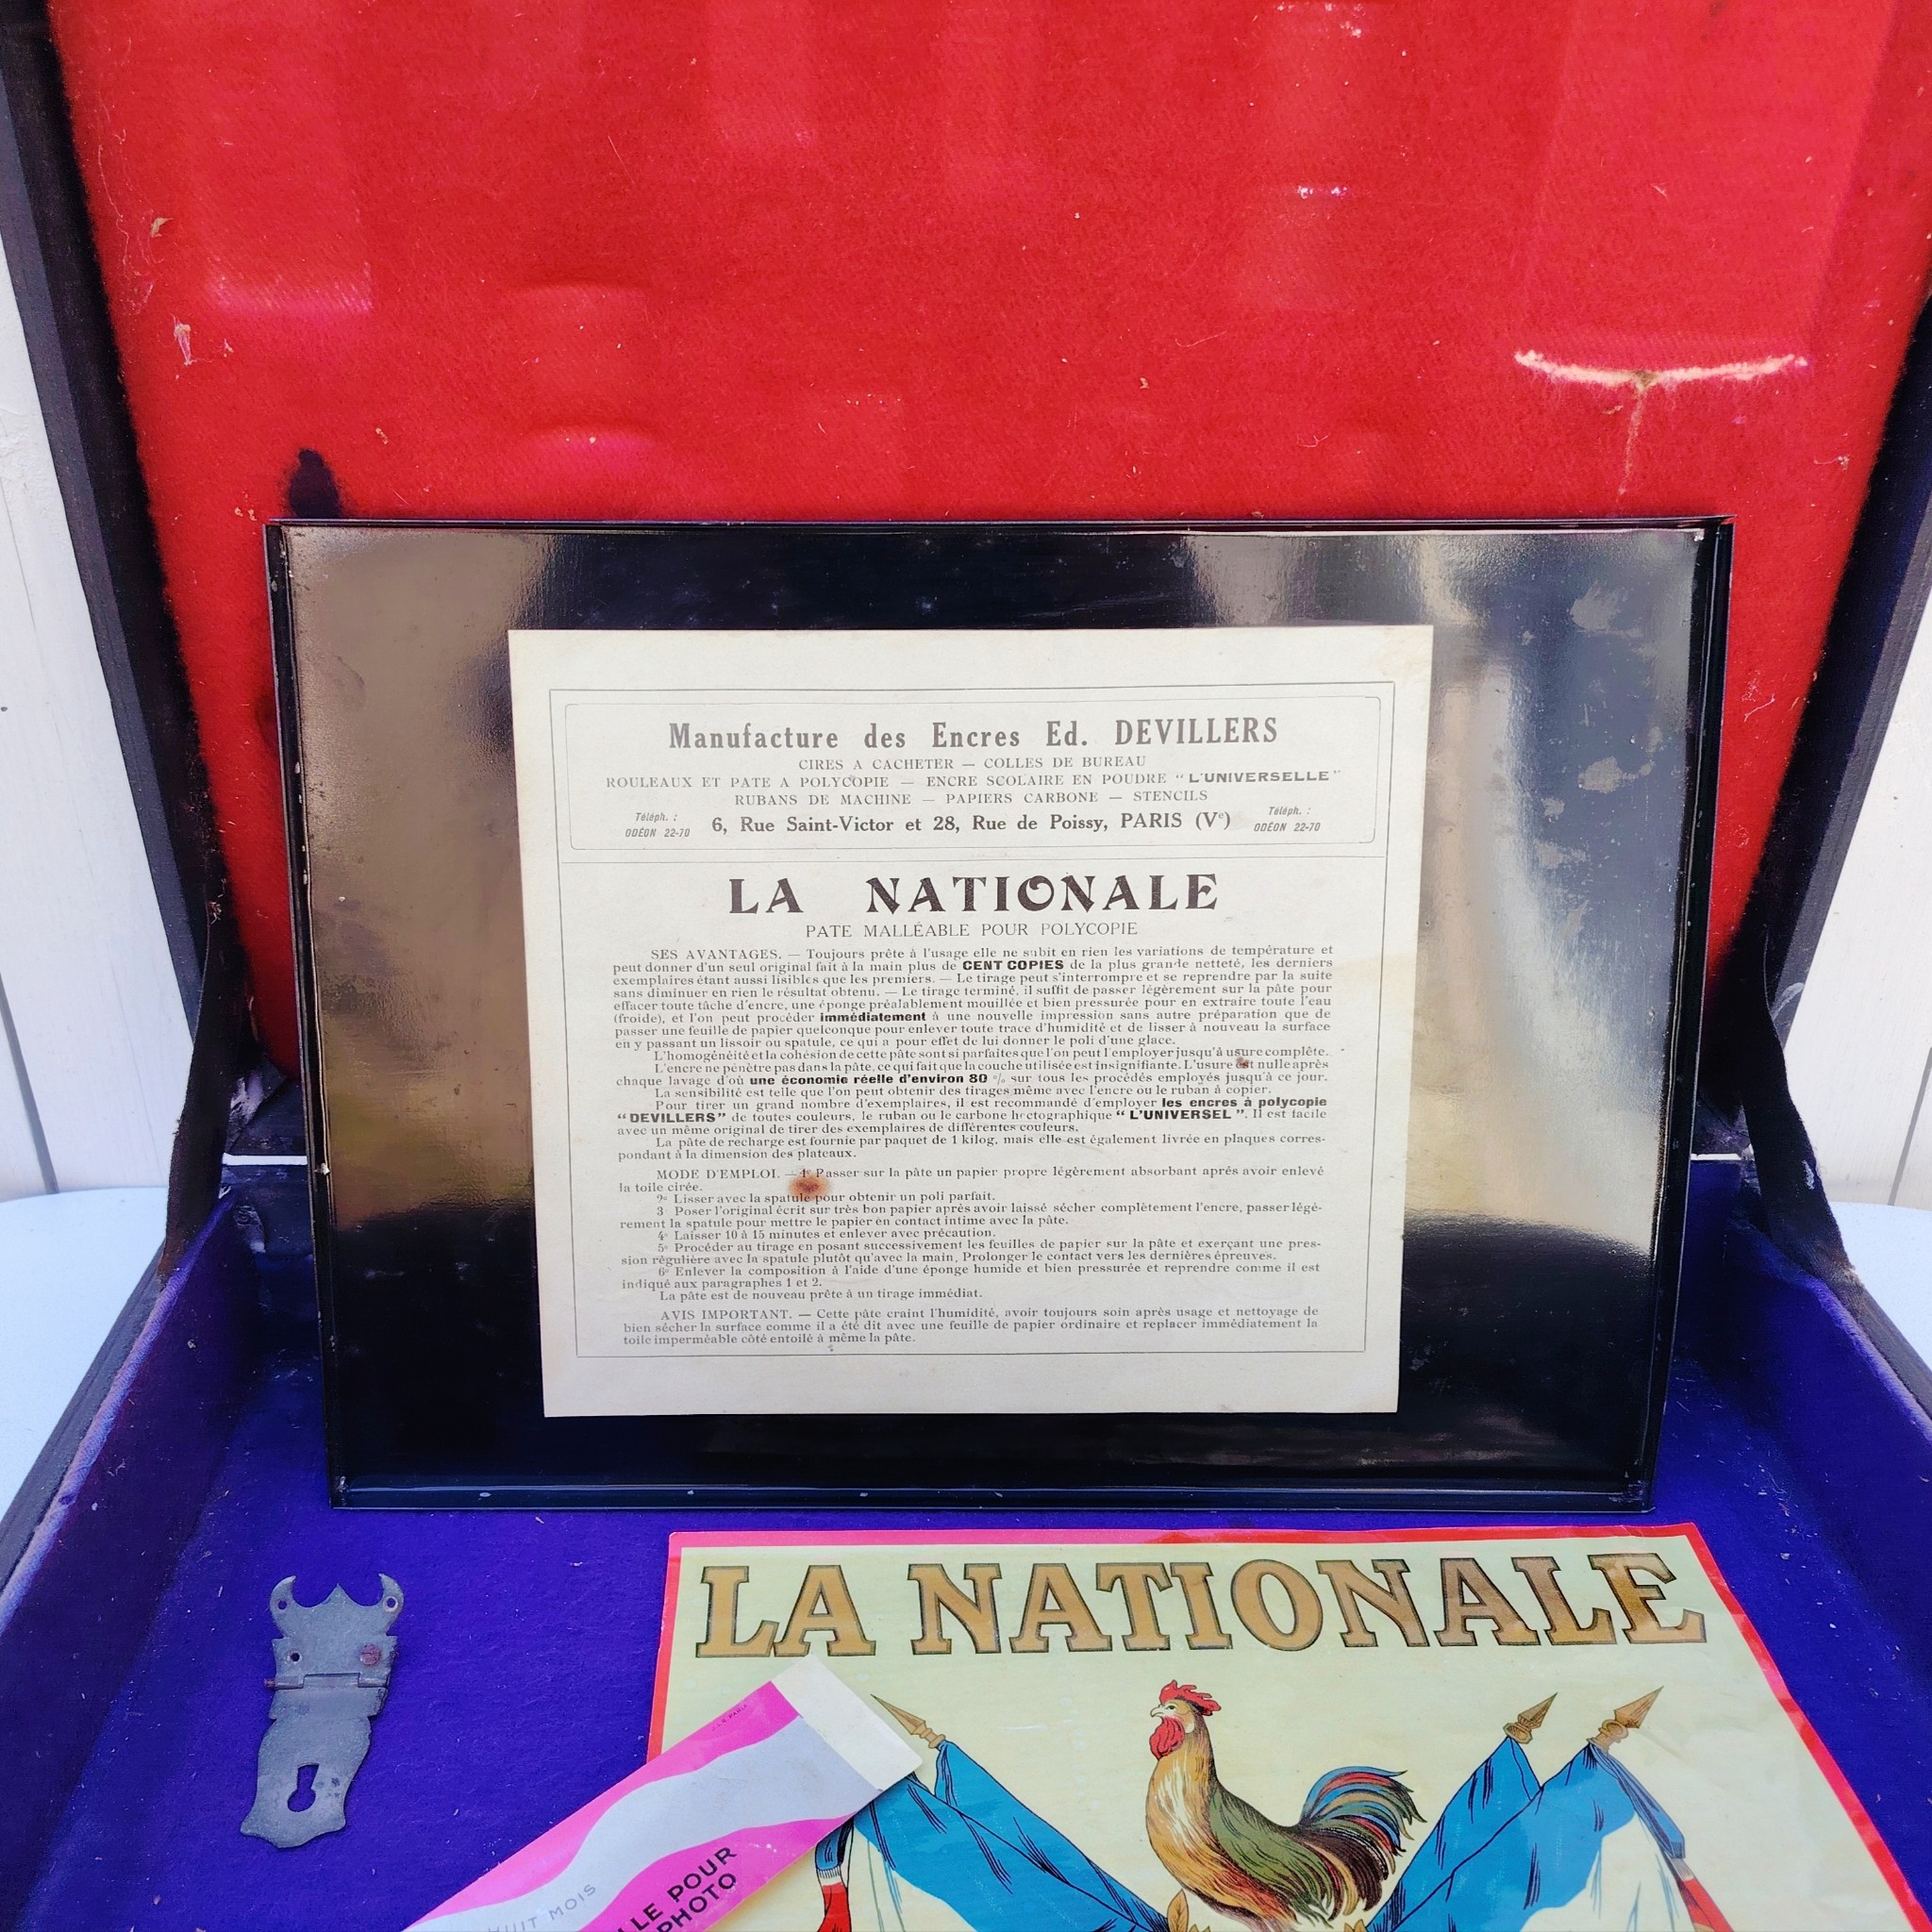 Manufacture des Encres Ed. DEVILLERS
CIRES A CACHETER — COLLES DE BUREAU
ROULEAUX ET PATE A POLYCOPIE — ENCRE SCOLAIRE EN POUDRE “L'UNIVERSELLE”
RUBANS DE MACHINE — PAPIERS CARBONE — STENCILS
Téléph. :
ODÉON 22-70
6, Rue Saint-Victor et 28, Rue de Poissy, PARIS (Ve)
Téléph. :
ODÉON 22-70
LA NATIONALE
PATE MALLÉABLE POUR POLYCOPIE
SES AVANTAGES. — Toujours prête à l'usage elle ne subit en rien les variations de température et
peut donner d'un seul original fait à la main plus de CENT COPIES de la plus grande netteté, les derniers
exemplaires étant aussi lisibles que les premiers. — Le tirage peut s'interrompre et se reprendre par la suite
sans diminuer en rien le résultat obtenu. — Le tirage terminé, il suffit de passer légèrement sur la pâte pour
effacer toute tâche d'encre, une éponge préalablement mouillée et bien pressurée pour en extraire toute l'eau
(froide), et l'on peut procéder immédiatement à une nouvelle impression sans autre préparation que de
passer une feuille de papier quelconque pour enlever toute trace d'humidité et de lisser à nouveau la surface
en y passant un lissoir ou spatule, ce qui a pour effet de lui donner le poli d'une glace.
L'homogénéité et la cohésion de cette pâte sont si parfaites que l'on peut l'employer jusqu'à usure complète.
L'encre ne pénètre pas dans la pâte, ce qui fait que la couche utilisée est insignifiante. L'usure est nulle après
chaque lavage d'où une économie réelle d'environ 80 % sur tous les procédés employés jusqu'à ce jour.
La sensibilité est telle que l'on peut obtenir des tirages même avec l'encre ou le ruban à copier.
Pour tirer un grand nombre d'exemplaires, il est recommandé d'employer les encres à polycopie
“DEVILLERS” de toutes couleurs, le ruban ou le carbone hectographique “L'UNIVERSEL”. Il est facile
avec un même original de tirer des exemplaires de différentes couleurs.
La pâte de recharge est fournie par paquet de 1 kilog, mais elle est également livrée en plaques corres-
pondant à la dimension des plateaux.
MODE D'EMPLOI. — 1° Passer sur la pâte un papier propre légèrement absorbant après avoir enlevé
la toile cirée.
2° Lisser avec la spatule pour obtenir un poli parfait.
3° Poser l'original écrit sur très bon papier après avoir laissé sécher complètement l'encre, passer légè-
rement la spatule pour mettre le papier en contact intime avec la pâte.
4° Laisser 10 à 15 minutes et enlever avec précaution.
5° Procéder au tirage en posant successivement les feuilles de papier sur la pâte et exerçant une pres-
sion régulière avec la spatule plutôt qu'avec la main. Prolonger le contact vers les dernières épreuves.
6° Enlever la composition à l'aide d'une éponge humide et bien pressurée et reprendre comme il est
indiqué aux paragraphes 1 et 2.
La pâte est de nouveau prête à un tirage immédiat.
AVIS IMPORTANT. — Cette pâte craint l'humidité, avoir toujours soin après usage et nettoyage de
bien sécher la surface comme il a été dit avec une feuille de papier ordinaire et replacer immédiatement la
toile imperméable côté entoilé à même la pâte.
LA NATIONALE
HUIT MOIS
LLE POUR
PHOTO